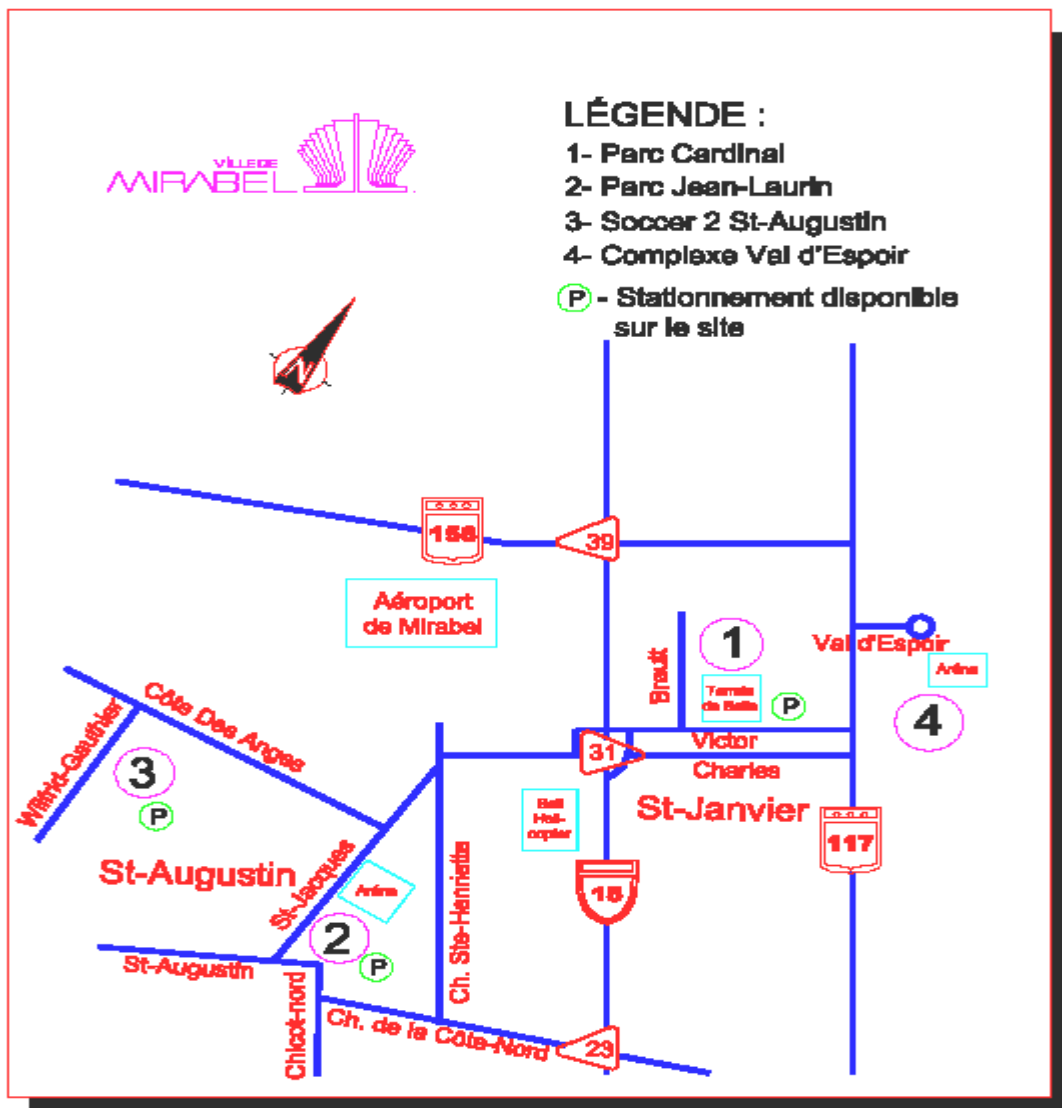 VILLE DE
MIRABEL
LÉGENDE :
1- Parc Cardinal
2- Parc Jean-Laurin
3- Soccer 2 St-Augustin
4- Complexe Val d'Espoir
P - Stationnement disponible
sur le site
N
158
39
Aéroport
de Mirabel
Brault
1
Terrain
de Balle
P
Val d'Espoir
Aréna
4
Côte Des Anges
Wilfrid-Gauthier
3
P
31
Victor
Charles
St-Janvier
Bell
Heli-
copter
117
15
St-Augustin
St-Jacques
Aréna
2
P
Ch. Ste-Henriette
St-Augustin
Chicot-nord
Ch. de la Côte-Nord
23